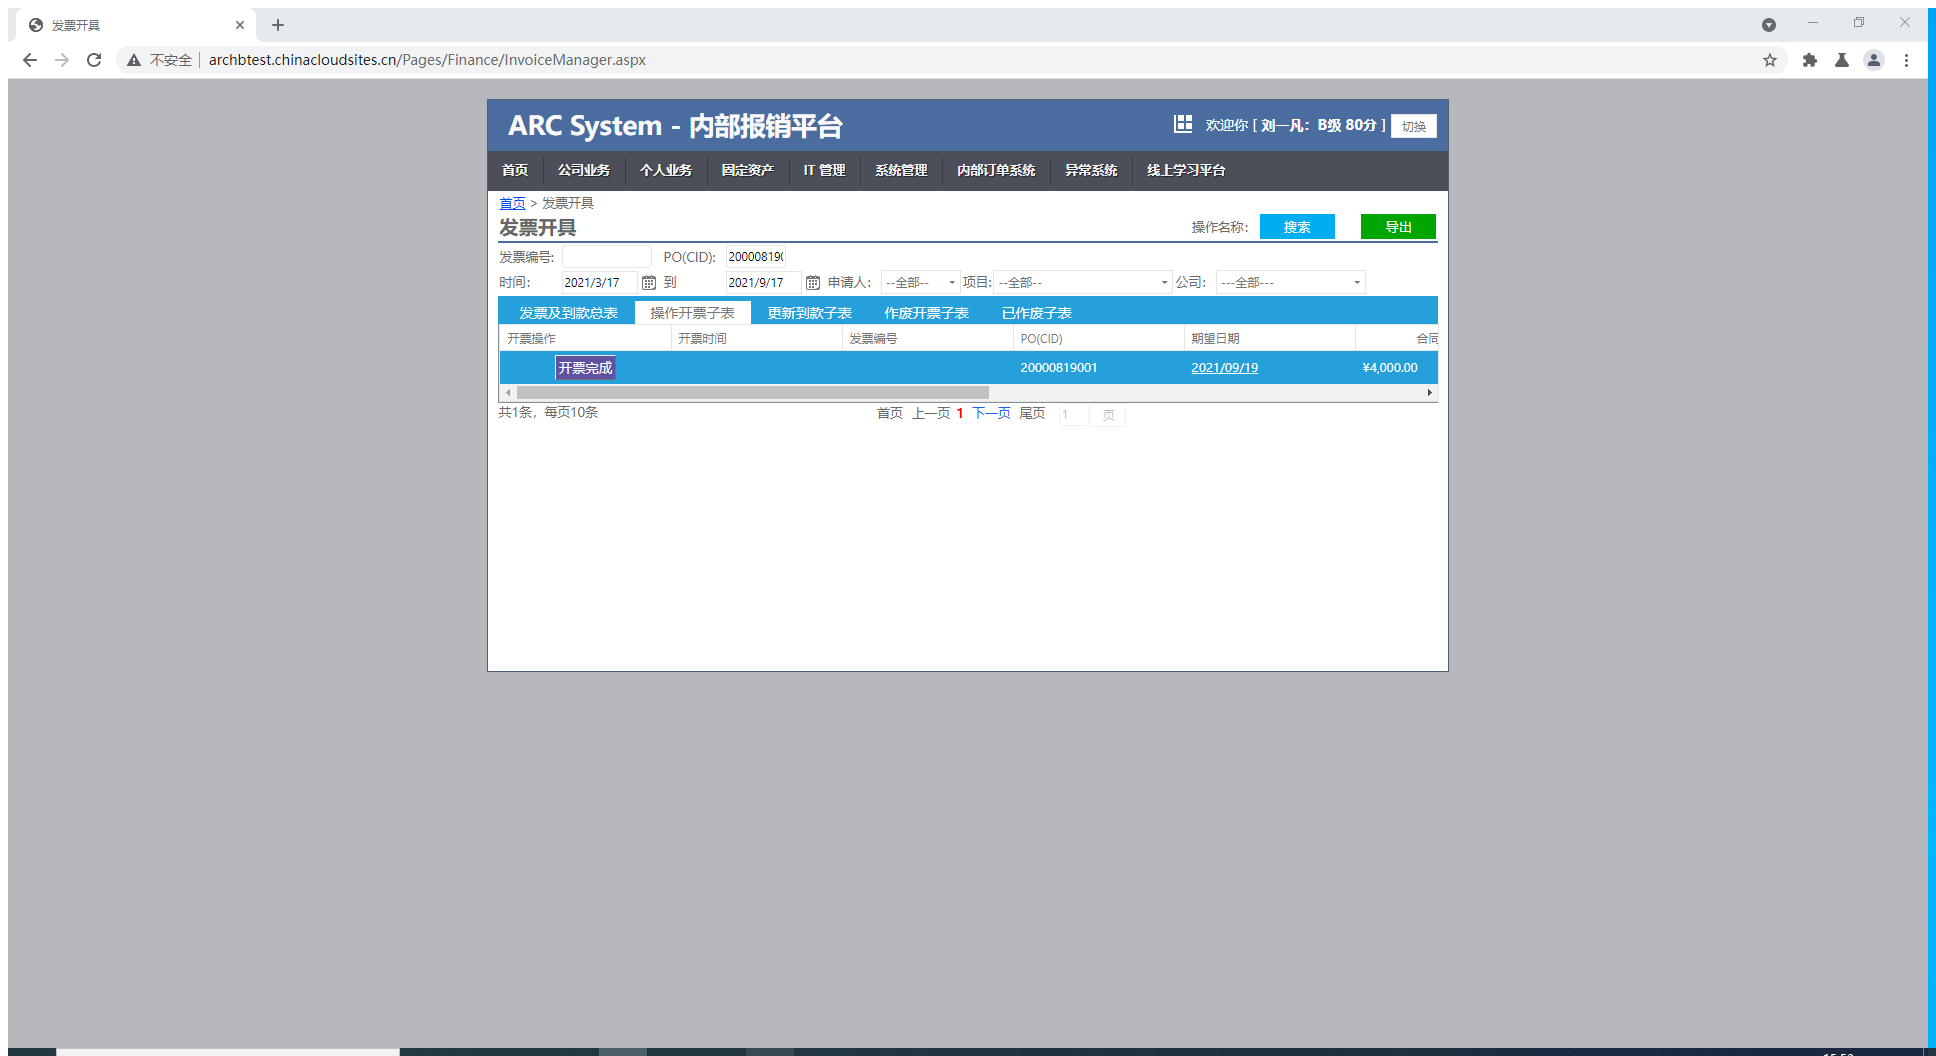 发票开具
不安全 archbtest.chinacloudsites.cn/Pages/Finance/InvoiceManager.aspx
ARC System - 内部报销平台
欢迎你 [ 刘一凡: B级 80分 ] 切换
首页 公司业务 个人业务 固定资产 IT 管理 系统管理 内部订单系统 异常系统 线上学习平台
首页 > 发票开具
发票开具
操作名称: 搜索 导出
发票编号: PO(CID): 20000819
时间: 2021/3/17 到 2021/9/17 申请人: --全部-- 项目: --全部-- 公司: ---全部---
发票及到款总表 操作开票子表 更新到款子表 作废开票子表 已作废子表
开票操作 开票时间 发票编号 PO(CID) 期望日期 合同
开票完成 20000819001 2021/09/19 ¥4,000.00
共1条, 每页10条 首页 上一页 1 下一页 尾页 1 页